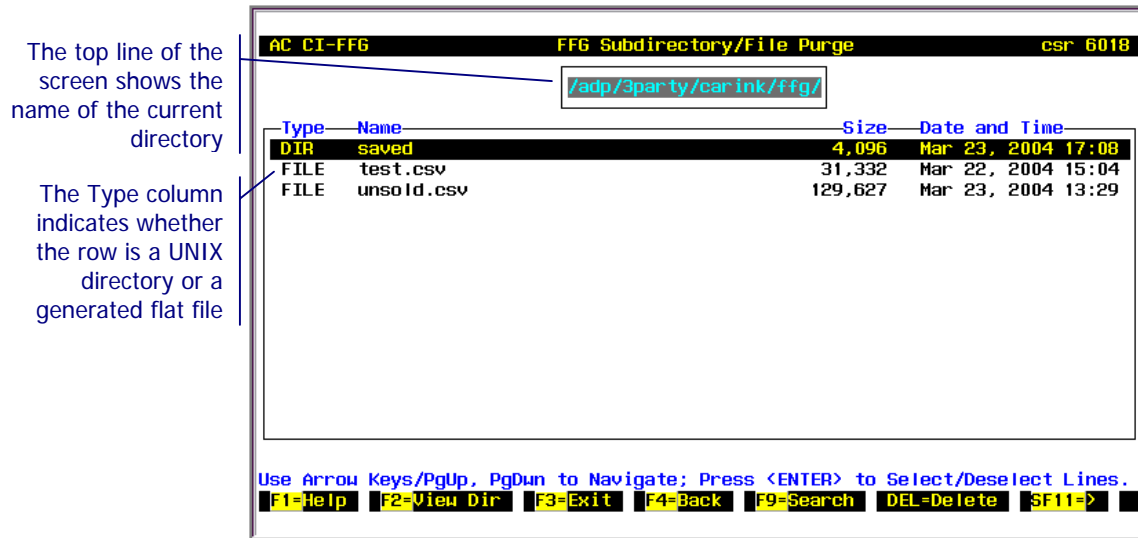 The top line of the
screen shows the
name of the current
directory
The Type column
indicates whether
the row is a UNIX
directory or a
generated flat file
AC CI-FFG FFG Subdirectory/File Purge csr 6018
/adp/3party/carink/ffg/
Type Name Size Date and Time
DIR saved 4,096 Mar 23, 2004 17:08
FILE test.csv 31,332 Mar 22, 2004 15:04
FILE unsold.csv 129,627 Mar 23, 2004 13:29
Use Arrow Keys/PgUp, PgDwn to Navigate; Press <ENTER> to Select/Deselect Lines.
F1=Help F2=View Dir F3=Exit F4=Back F9=Search DEL=Delete SF11=>